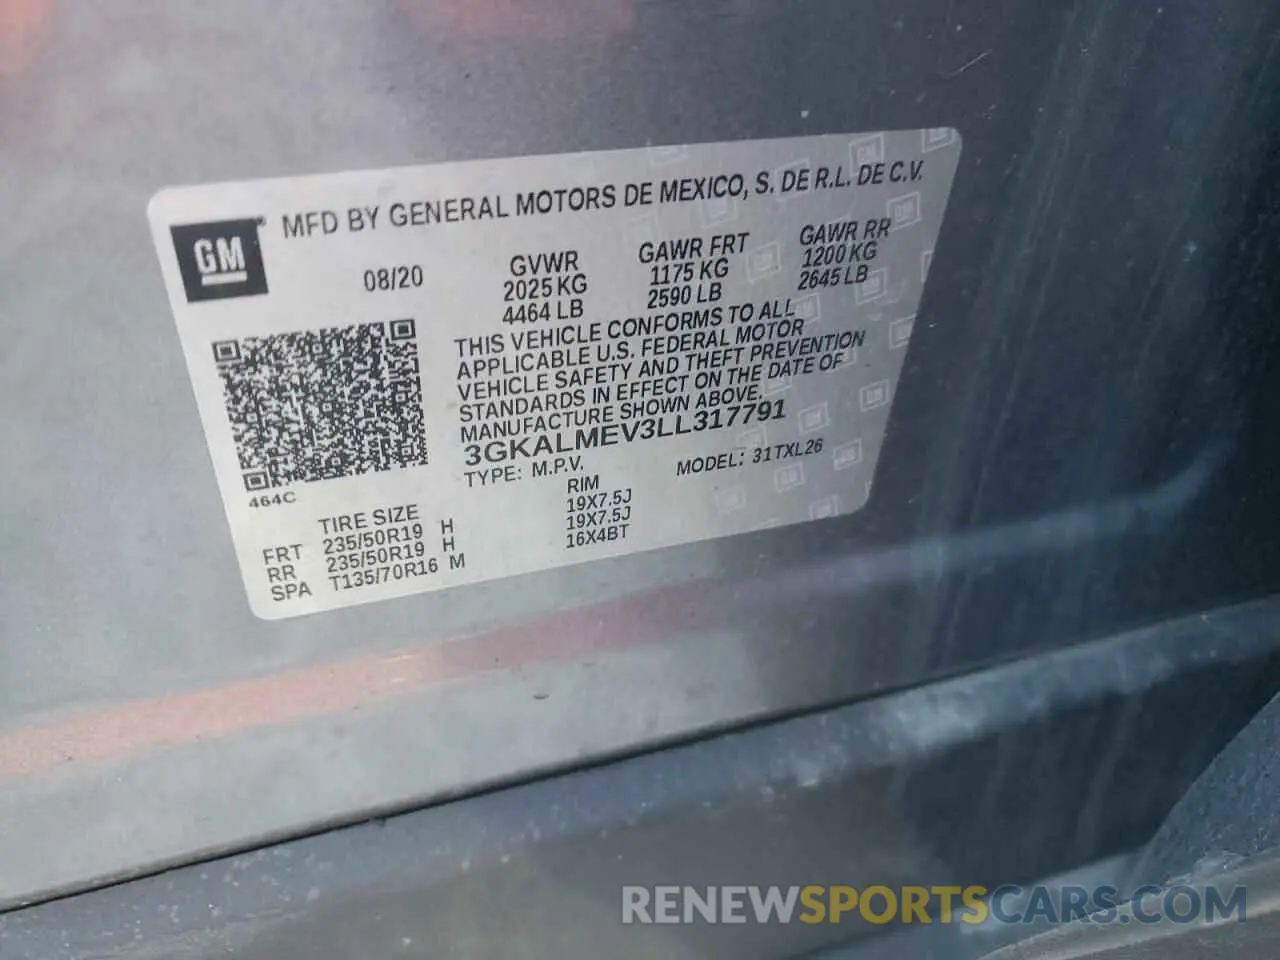 MFD BY GENERAL MOTORS DE MEXICO, S. DE R.L. DE C.V.
GM®
08/20
GVWR
2025 KG
4464 LB
GAWR FRT
1175 KG
2590 LB
GAWR RR
1200 KG
2645 LB
THIS VEHICLE CONFORMS TO ALL
APPLICABLE U.S. FEDERAL MOTOR
VEHICLE SAFETY AND THEFT PREVENTION
STANDARDS IN EFFECT ON THE DATE OF
MANUFACTURE SHOWN ABOVE.
3GKALMEV3LL317791
TYPE: M.P.V.
MODEL: 31TXL26
464C
TIRE SIZE RIM
FRT 235/50R19 H 19X7.5J
RR 235/50R19 H 19X7.5J
SPA T135/70R16 M 16X4BT
RENEWSPORTSCARS.COM